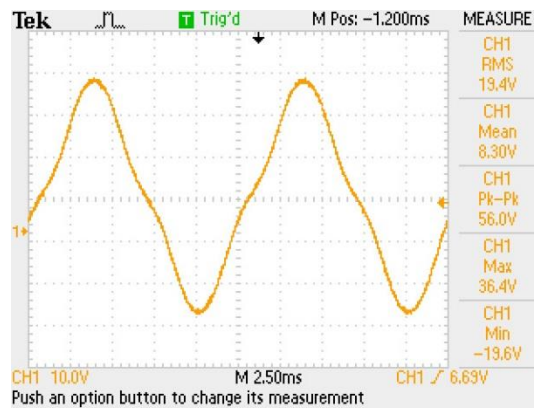 Tek T Trig'd M Pos: -1.200ms MEASURE
CH1
RMS
19.4V
CH1
Mean
8.30V
CH1
Pk-Pk
56.0V
CH1
Max
36.4V
CH1
Min
-19.6V
1
CH1 10.0V M 2.50ms CH1 6.69V
Push an option button to change its measurement